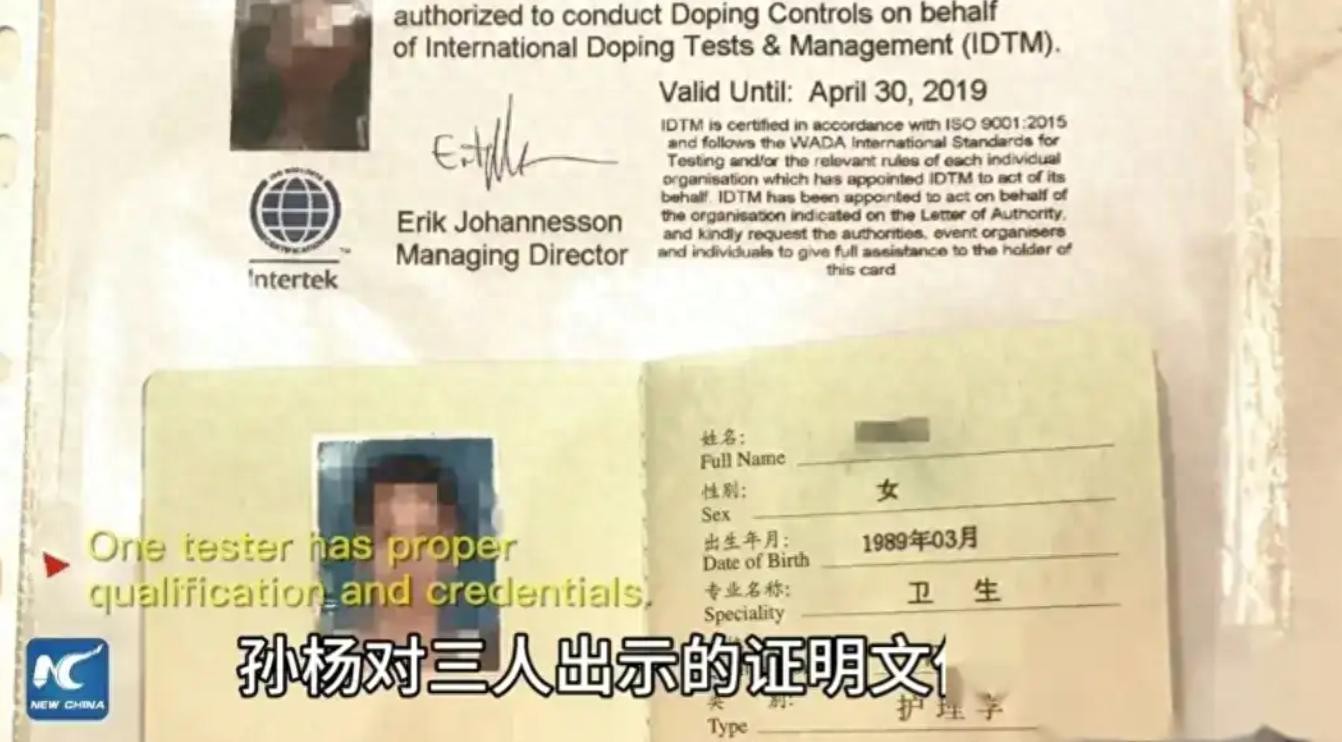 authorized to conduct Doping Controls on behalf
of International Doping Tests & Management (IDTM).
Valid Until: April 30, 2019
IDTM is certified in accordance with ISO 9001:2015
and follows the WADA International Standards for
Testing and/or the relevant rules of each individual
organisation which has appointed IDTM to act of its
behalf. IDTM has been appointed to act on behalf of
the organisation indicated on the Letter of Authority,
and kindly request the authorities, event organisers
and individuals to give full assistance to the holder of
this card
Erik Johannesson
Managing Director
Intertek
姓名:
Full Name
性别: 女
Sex
出生年月: 1989年03月
Date of Birth
专业名称: 卫 生
Speciality
One tester has proper
qualification and credentials.
孙杨对三人出示的证明文
类 别: 护理学
Type
NEW CHINA